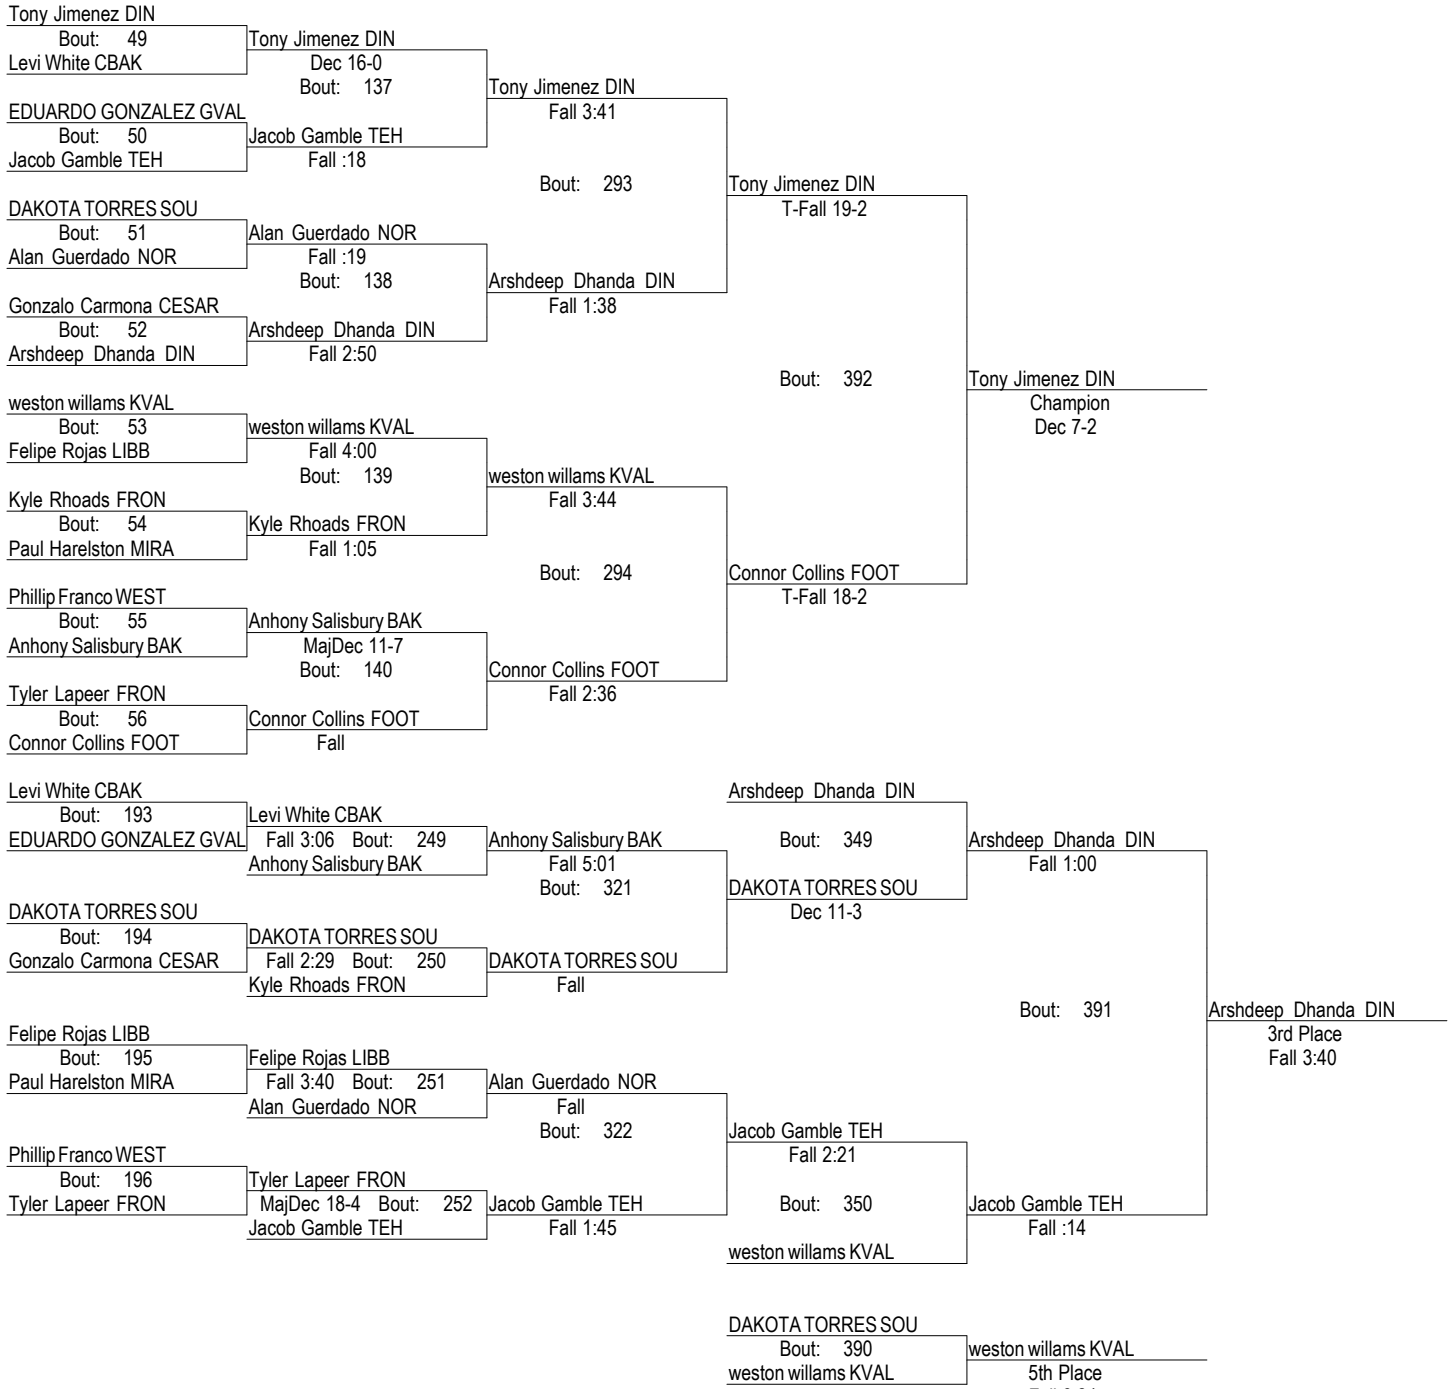 Tony Jimenez DIN
Bout: 49
Levi White CBAK
EDUARDO GONZALEZ GVAL
Bout: 50
Jacob Gamble TEH
DAKOTA TORRES SOU
Bout: 51
Alan Guerdado NOR
Gonzalo Carmona CESAR
Bout: 52
Arshdeep Dhanda DIN
weston willams KVAL
Bout: 53
Felipe Rojas LIBB
Kyle Rhoads FRON
Bout: 54
Paul Harelston MIRA
Phillip Franco WEST
Bout: 55
Anhony Salisbury BAK
Tyler Lapeer FRON
Bout: 56
Connor Collins FOOT
Tony Jimenez DIN
Dec 16-0
Bout: 137
Jacob Gamble TEH
Fall :18
Alan Guerdado NOR
Fall :19
Bout: 138
Arshdeep Dhanda DIN
Fall 2:50
weston willams KVAL
Fall 4:00
Bout: 139
Kyle Rhoads FRON
Fall 1:05
Anhony Salisbury BAK
MajDec 11-7
Bout: 140
Connor Collins FOOT
Fall
Tony Jimenez DIN
Fall 3:41
Bout: 293
Arshdeep Dhanda DIN
Fall 1:38
weston willams KVAL
Fall 3:44
Bout: 294
Connor Collins FOOT
Fall 2:36
Tony Jimenez DIN
T-Fall 19-2
Bout: 392
Connor Collins FOOT
T-Fall 18-2
Tony Jimenez DIN
Champion
Dec 7-2
Levi White CBAK
Bout: 193
EDUARDO GONZALEZ GVAL
DAKOTA TORRES SOU
Bout: 194
Gonzalo Carmona CESAR
Felipe Rojas LIBB
Bout: 195
Paul Harelston MIRA
Phillip Franco WEST
Bout: 196
Tyler Lapeer FRON
Levi White CBAK
Fall 3:06 Bout: 249
Anhony Salisbury BAK
DAKOTA TORRES SOU
Fall 2:29 Bout: 250
Kyle Rhoads FRON
Felipe Rojas LIBB
Fall 3:40 Bout: 251
Alan Guerdado NOR
Tyler Lapeer FRON
MajDec 18-4 Bout: 252
Jacob Gamble TEH
Anhony Salisbury BAK
Fall 5:01
Bout: 321
DAKOTA TORRES SOU
Fall
Alan Guerdado NOR
Fall
Bout: 322
Jacob Gamble TEH
Fall 1:45
Arshdeep Dhanda DIN
Bout: 349
DAKOTA TORRES SOU
Dec 11-3
Jacob Gamble TEH
Fall 2:21
Bout: 350
weston willams KVAL
Arshdeep Dhanda DIN
Fall 1:00
Bout: 391
Jacob Gamble TEH
Fall :14
Arshdeep Dhanda DIN
3rd Place
Fall 3:40
DAKOTA TORRES SOU
Bout: 390
weston willams KVAL
weston willams KVAL
5th Place